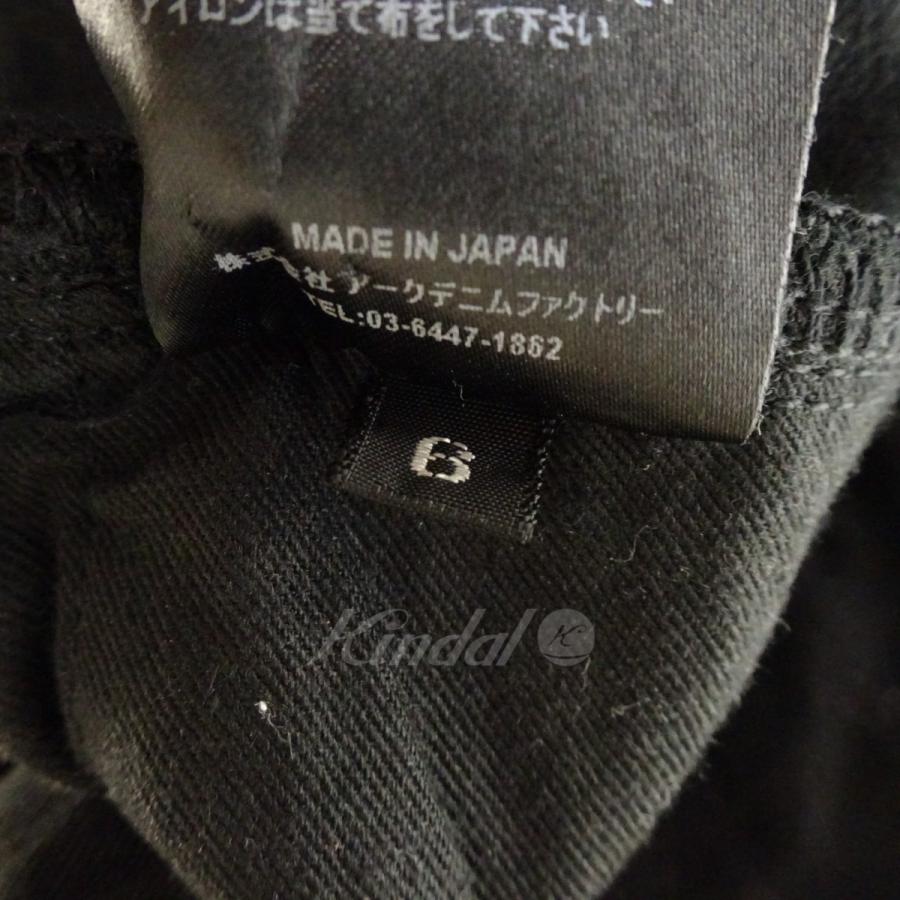 アイロンは当て布をして下さい
MADE IN JAPAN
株式会社 アークデニムファクトリー
TEL:03-6447-1862
6
Kindal K